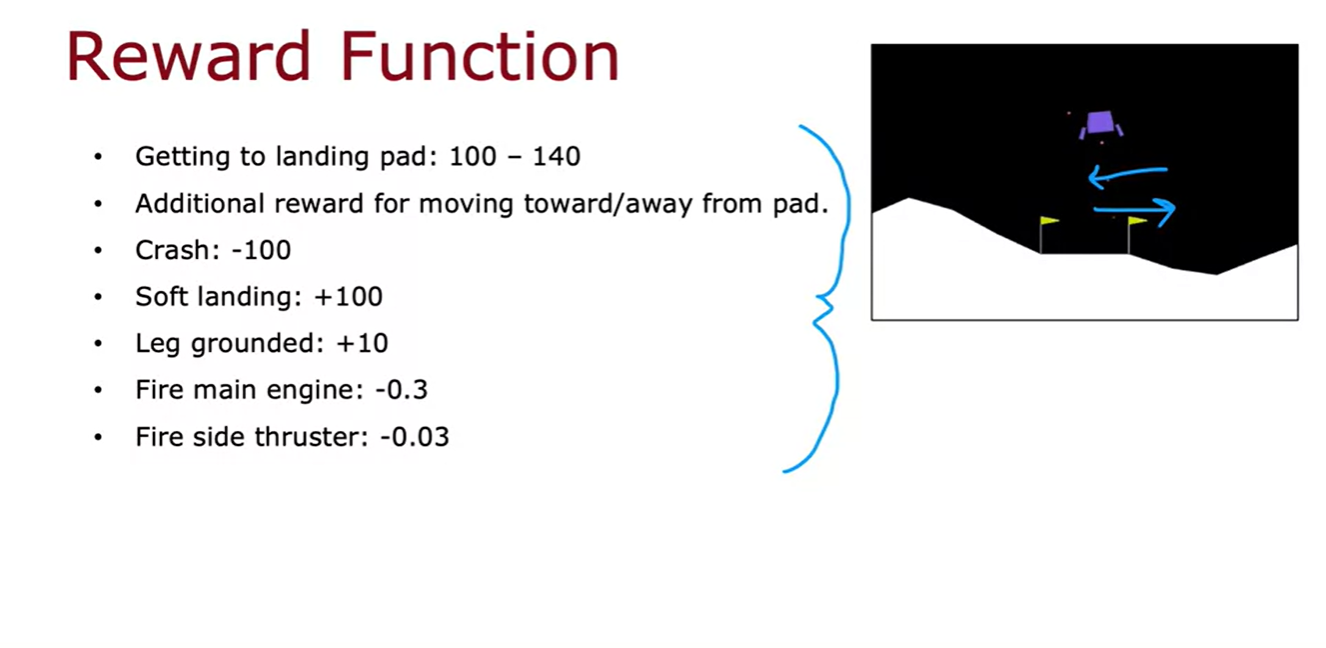 Reward Function
• Getting to landing pad: 100 – 140
• Additional reward for moving toward/away from pad.
• Crash: -100
• Soft landing: +100
• Leg grounded: +10
• Fire main engine: -0.3
• Fire side thruster: -0.03